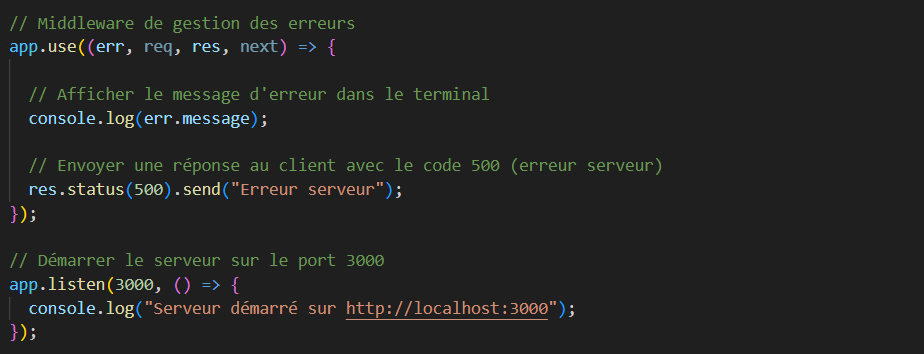 // Middleware de gestion des erreurs
app.use((err, req, res, next) => {
// Afficher le message d'erreur dans le terminal
console.log(err.message);
// Envoyer une réponse au client avec le code 500 (erreur serveur)
res.status(500).send("Erreur serveur");
});
// Démarrer le serveur sur le port 3000
app.listen(3000, () => {
console.log("Serveur démarré sur http://localhost:3000");
});